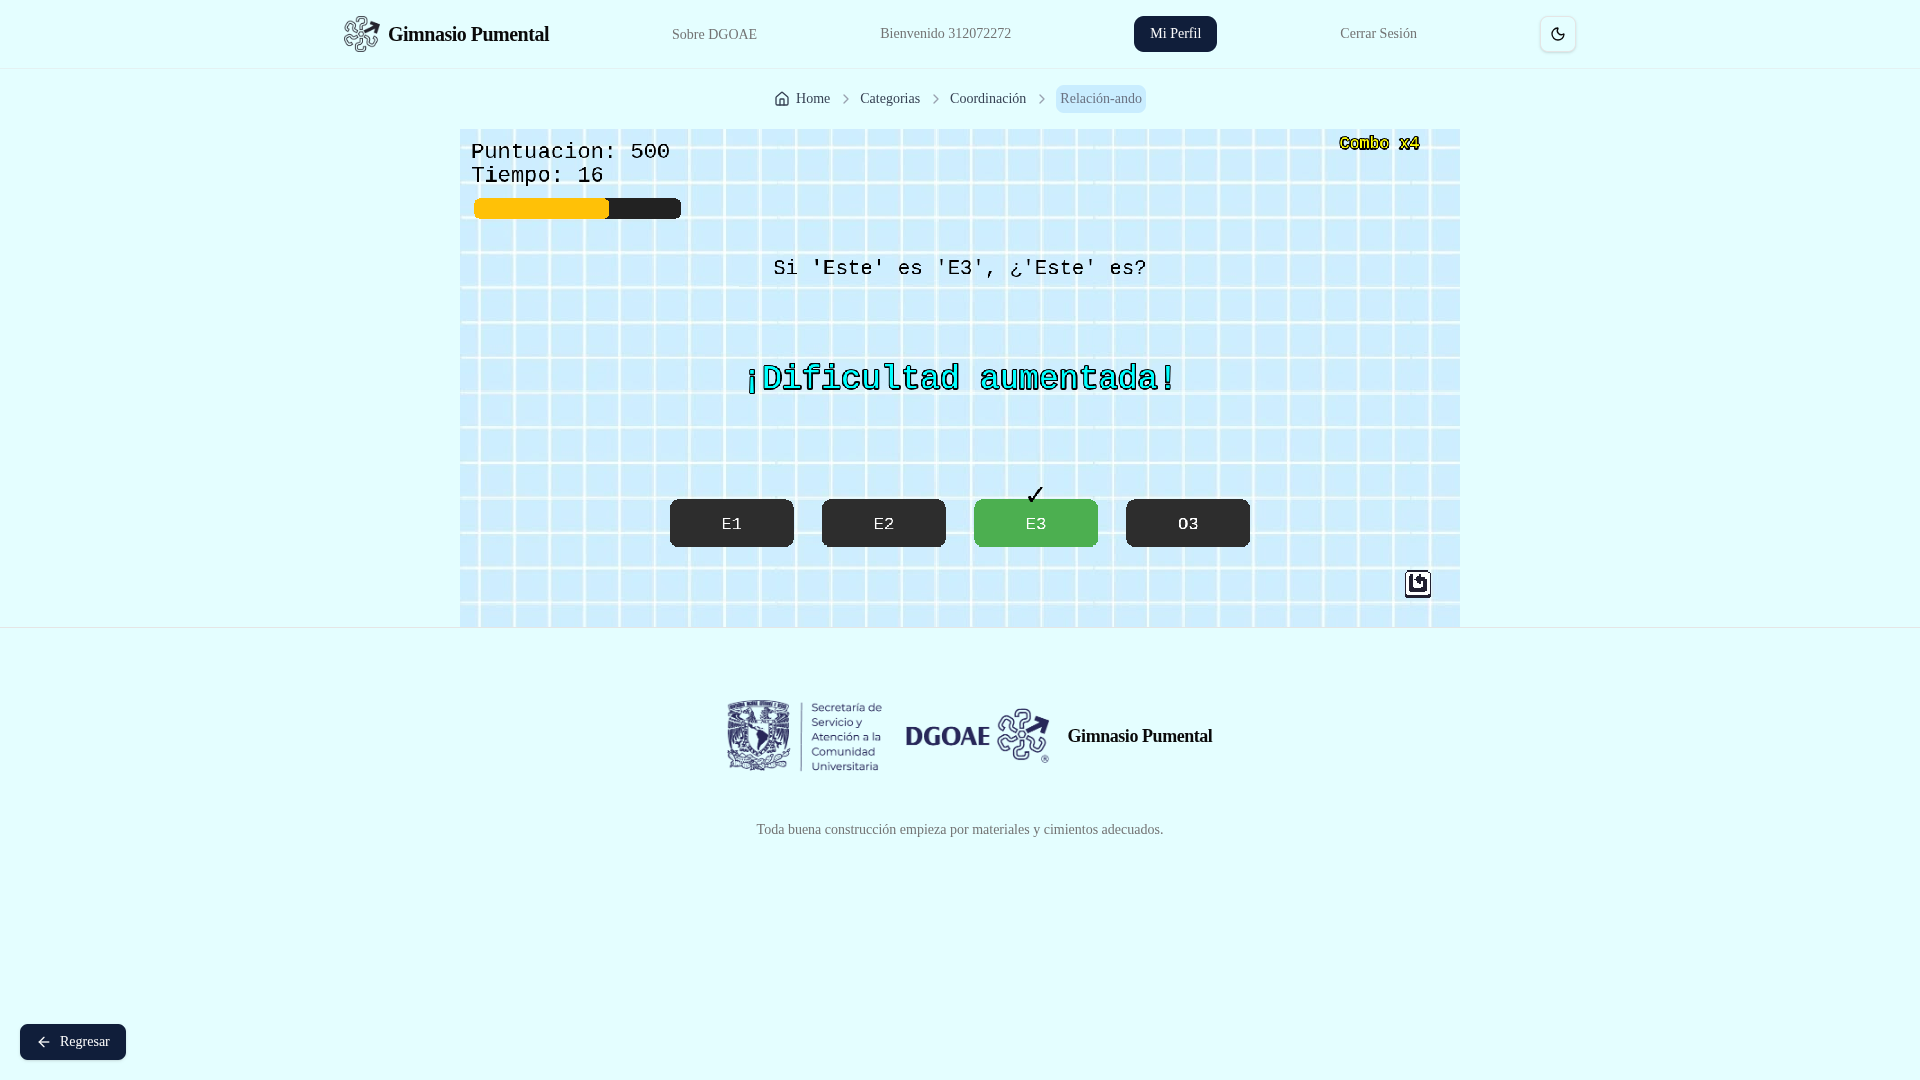 Gimnasio Pumental
Sobre DGOAE
Bienvenido 312072272
Mi Perfil
Cerrar Sesión
Home
Categorias
Coordinación
Relación-ando
Puntuacion: 500
Tiempo: 16
Combo x4
Si 'Este' es 'E3', ¿'Este' es?
¡Dificultad aumentada!
✓
E1
E2
E3
O3
Secretaría de
Servicio y
Atención a la
Comunidad
Universitaria
DGOAE
®
Gimnasio Pumental
Toda buena construcción empieza por materiales y cimientos adecuados.
Regresar